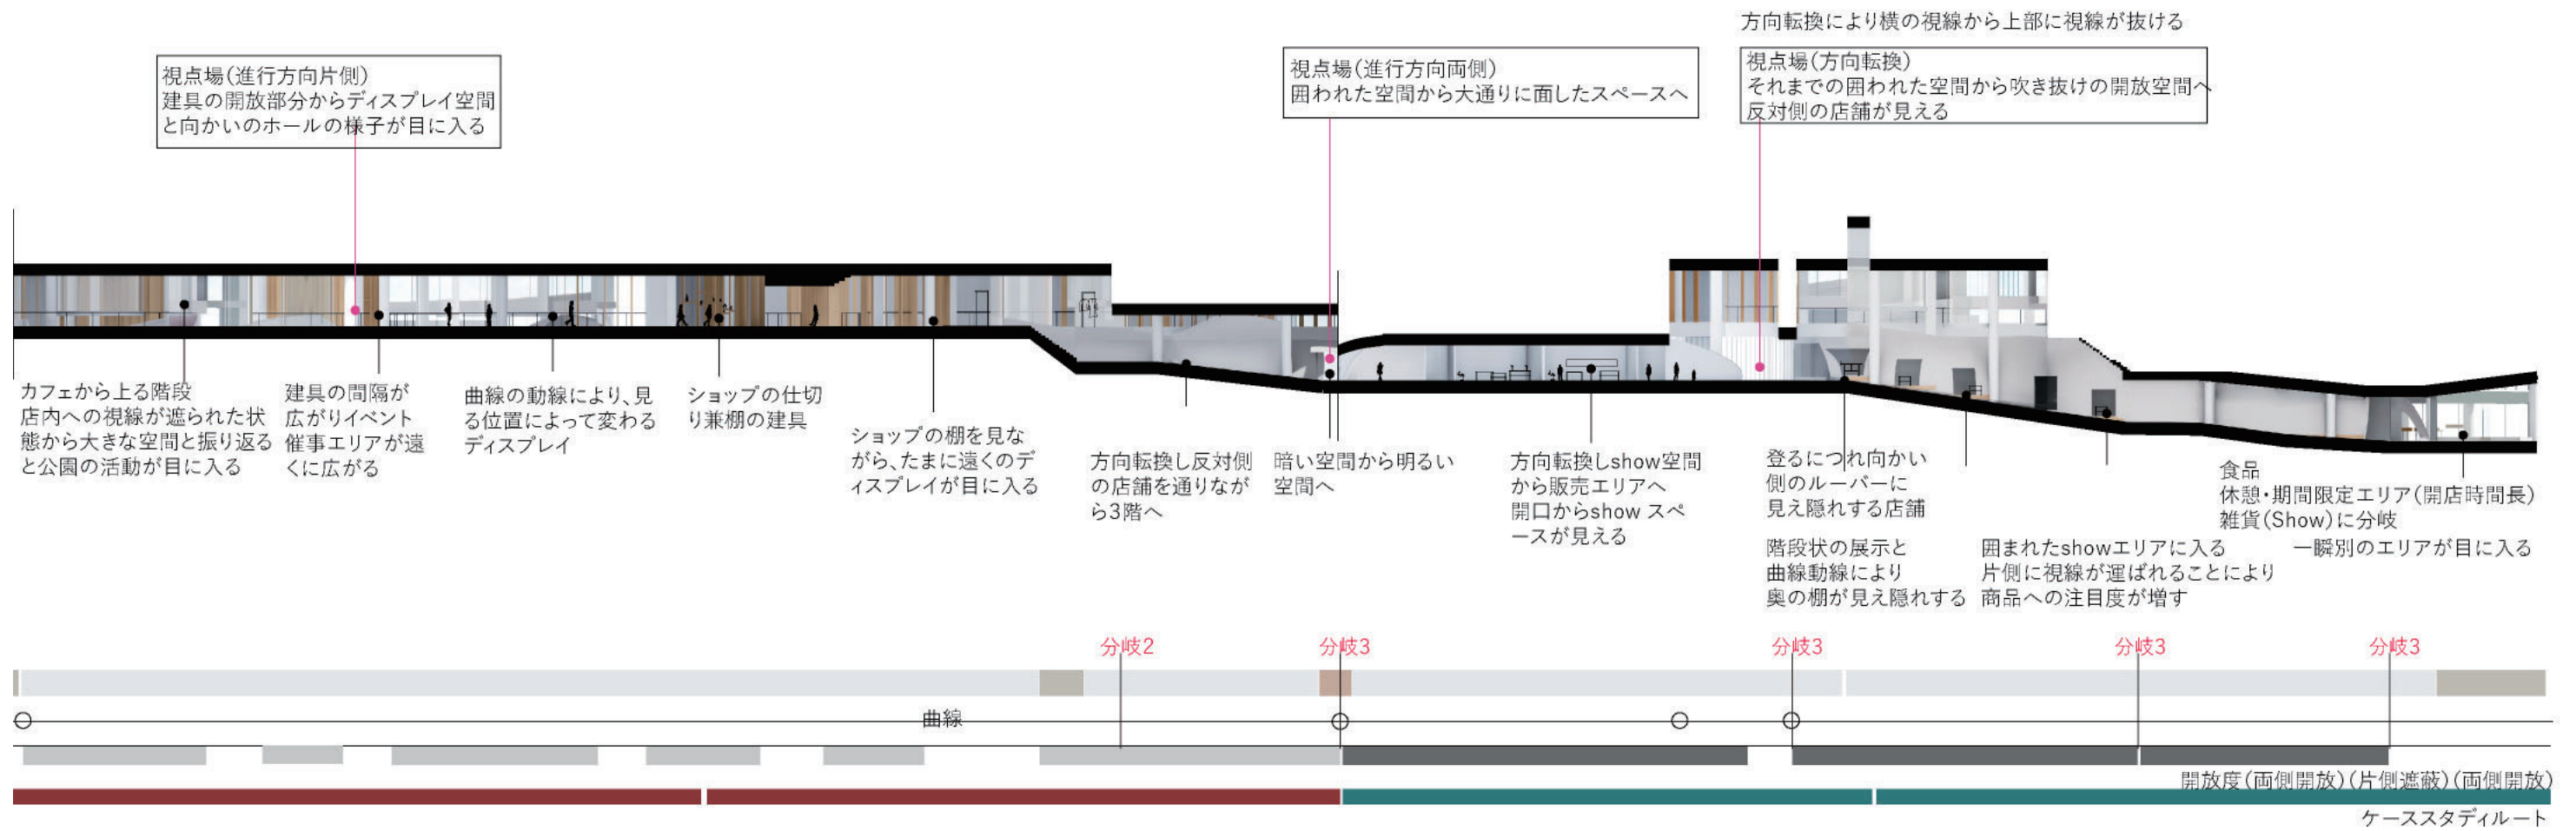 方向転換により横の視線から上部に視線が抜ける
視点場(進行方向片側)
建具の開放部分からディスプレイ空間
と向かいのホールの様子が目に入る
視点場(進行方向両側)
囲われた空間から大通りに面したスペースへ
視点場(方向転換)
それまでの囲われた空間から吹き抜けの開放空間へ
反対側の店舗が見える
カフェから上る階段
店内への視線が遮られた状
態から大きな空間と振り返る
と公園の活動が目に入る
建具の間隔が
広がりイベント
催事エリアが遠
くに広がる
曲線の動線により、見
る位置によって変わる
ディスプレイ
ショップの仕切
り兼棚の建具
ショップの棚を見な
がら、たまに遠くのデ
ィスプレイが目に入る
方向転換し反対側
の店舗を通りなが
ら3階へ
暗い空間から明るい
空間へ
方向転換しshow空間
から販売エリアへ
開口からshow スペ
ースが見える
登るにつれ向かい
側のルーバーに
見え隠れする店舗
階段状の展示と
曲線動線により
奥の棚が見え隠れする
囲まれたshowエリアに入る
片側に視線が運ばれることにより
商品への注目度が増す
食品
休憩・期間限定エリア(開店時間長)
雑貨(Show)に分岐
一瞬別のエリアが目に入る
分岐2
分岐3
分岐3
分岐3
分岐3
曲線
開放度(両側開放)(片側遮蔽)(両側開放)
ケーススタディルート